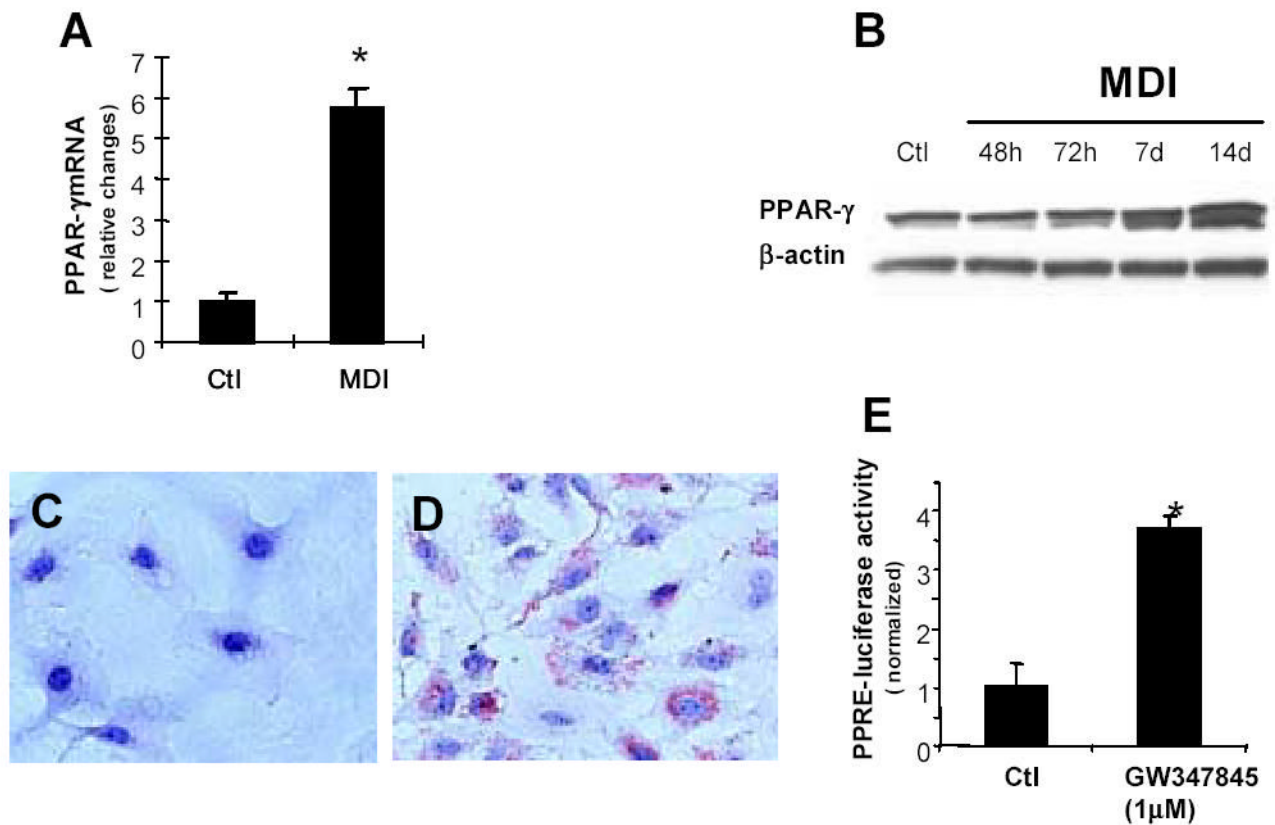 A
7
6
5
4
3
2
1
0
PPAR-γmRNA
( relative changes)
*
Ctl
MDI
B
MDI
Ctl 48h 72h 7d 14d
PPAR-γ
β-actin
C
D
E
PPRE-luciferase activity
( normalized)
4
3
2
1
0
*
Ctl
GW347845
(1μM)